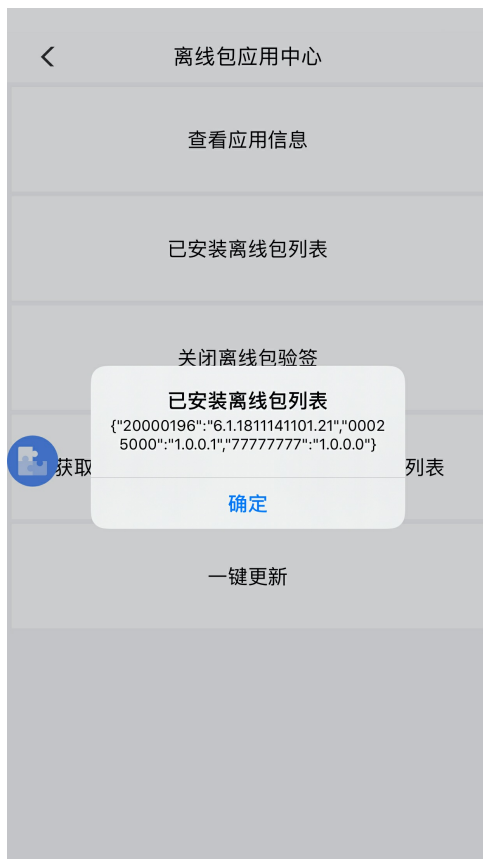 离线包应用中心
查看应用信息
已安装离线包列表
关闭离线包验签
已安装离线包列表
{"20000196":"6.1.1811141101.21","0002
5000":"1.0.0.1","77777777":"1.0.0.0"}
获取
列表
确定
一键更新